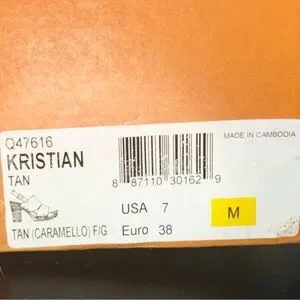 Q47616
KRISTIAN
TAN
MADE IN CAMBODIA
8 87110 30162 9
USA 7
M
TAN (CARAMELLO) F/G Euro 38